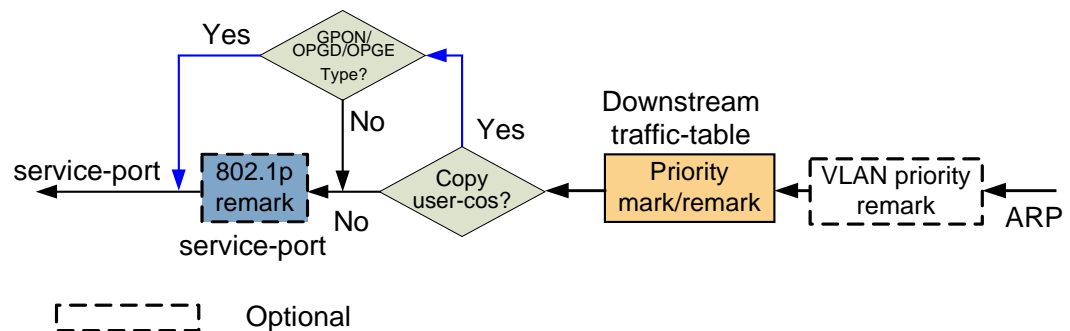 GPON/
OPGD/OPGE
Type?
Yes
No
Yes
Downstream
traffic-table
service-port
802.1p
remark
No
Copy
user-cos?
Priority
mark/remark
VLAN priority
remark
ARP
service-port
Optional